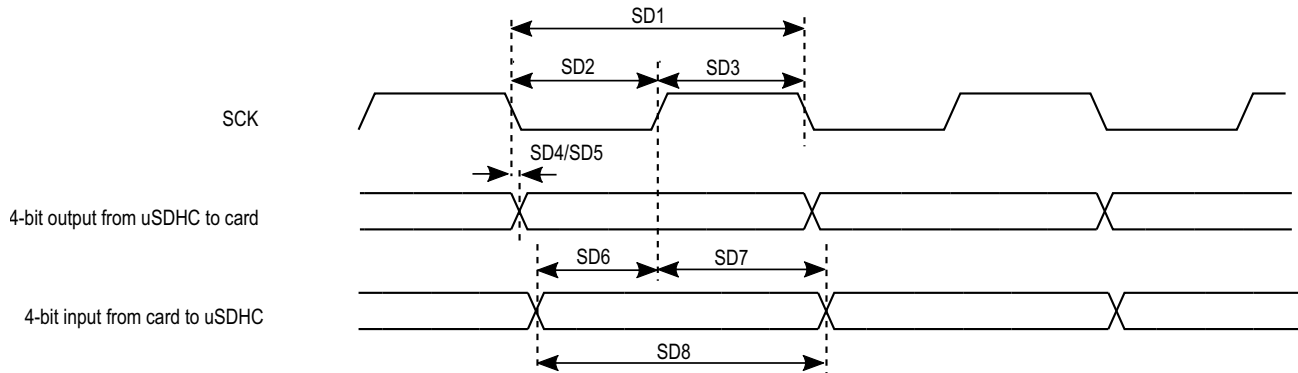 SD1
SD2
SD3
SCK
SD4/SD5
4-bit output from uSDHC to card
SD6
SD7
4-bit input from card to uSDHC
SD8